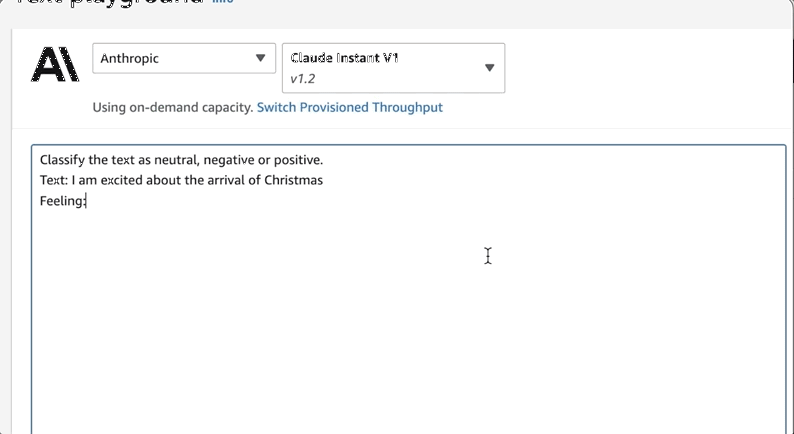 Text playground Info
Anthropic
Claude Instant V1
v1.2
Using on-demand capacity. Switch Provisioned Throughput
Classify the text as neutral, negative or positive.
Text: I am excited about the arrival of Christmas
Feeling: